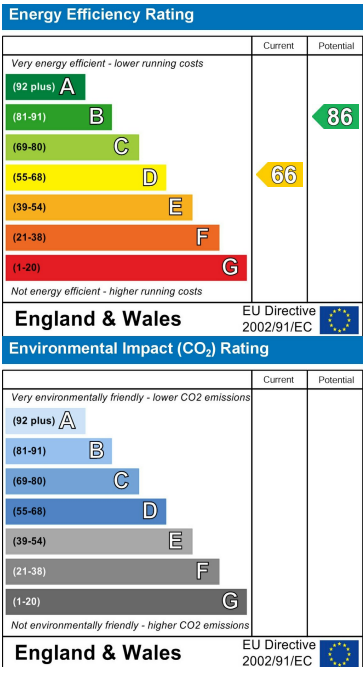 Energy Efficiency Rating
Current Potential
Very energy efficient - lower running costs
(92 plus) A
(81-91) B
86
(69-80) C
(55-68) D
66
(39-54) E
(21-38) F
(1-20) G
Not energy efficient - higher running costs
England & Wales
EU Directive
2002/91/EC
Environmental Impact (CO₂) Rating
Current Potential
Very environmentally friendly - lower CO2 emissions
(92 plus) A
(81-91) B
(69-80) C
(55-68) D
(39-54) E
(21-38) F
(1-20) G
Not environmentally friendly - higher CO2 emissions
England & Wales
EU Directive
2002/91/EC